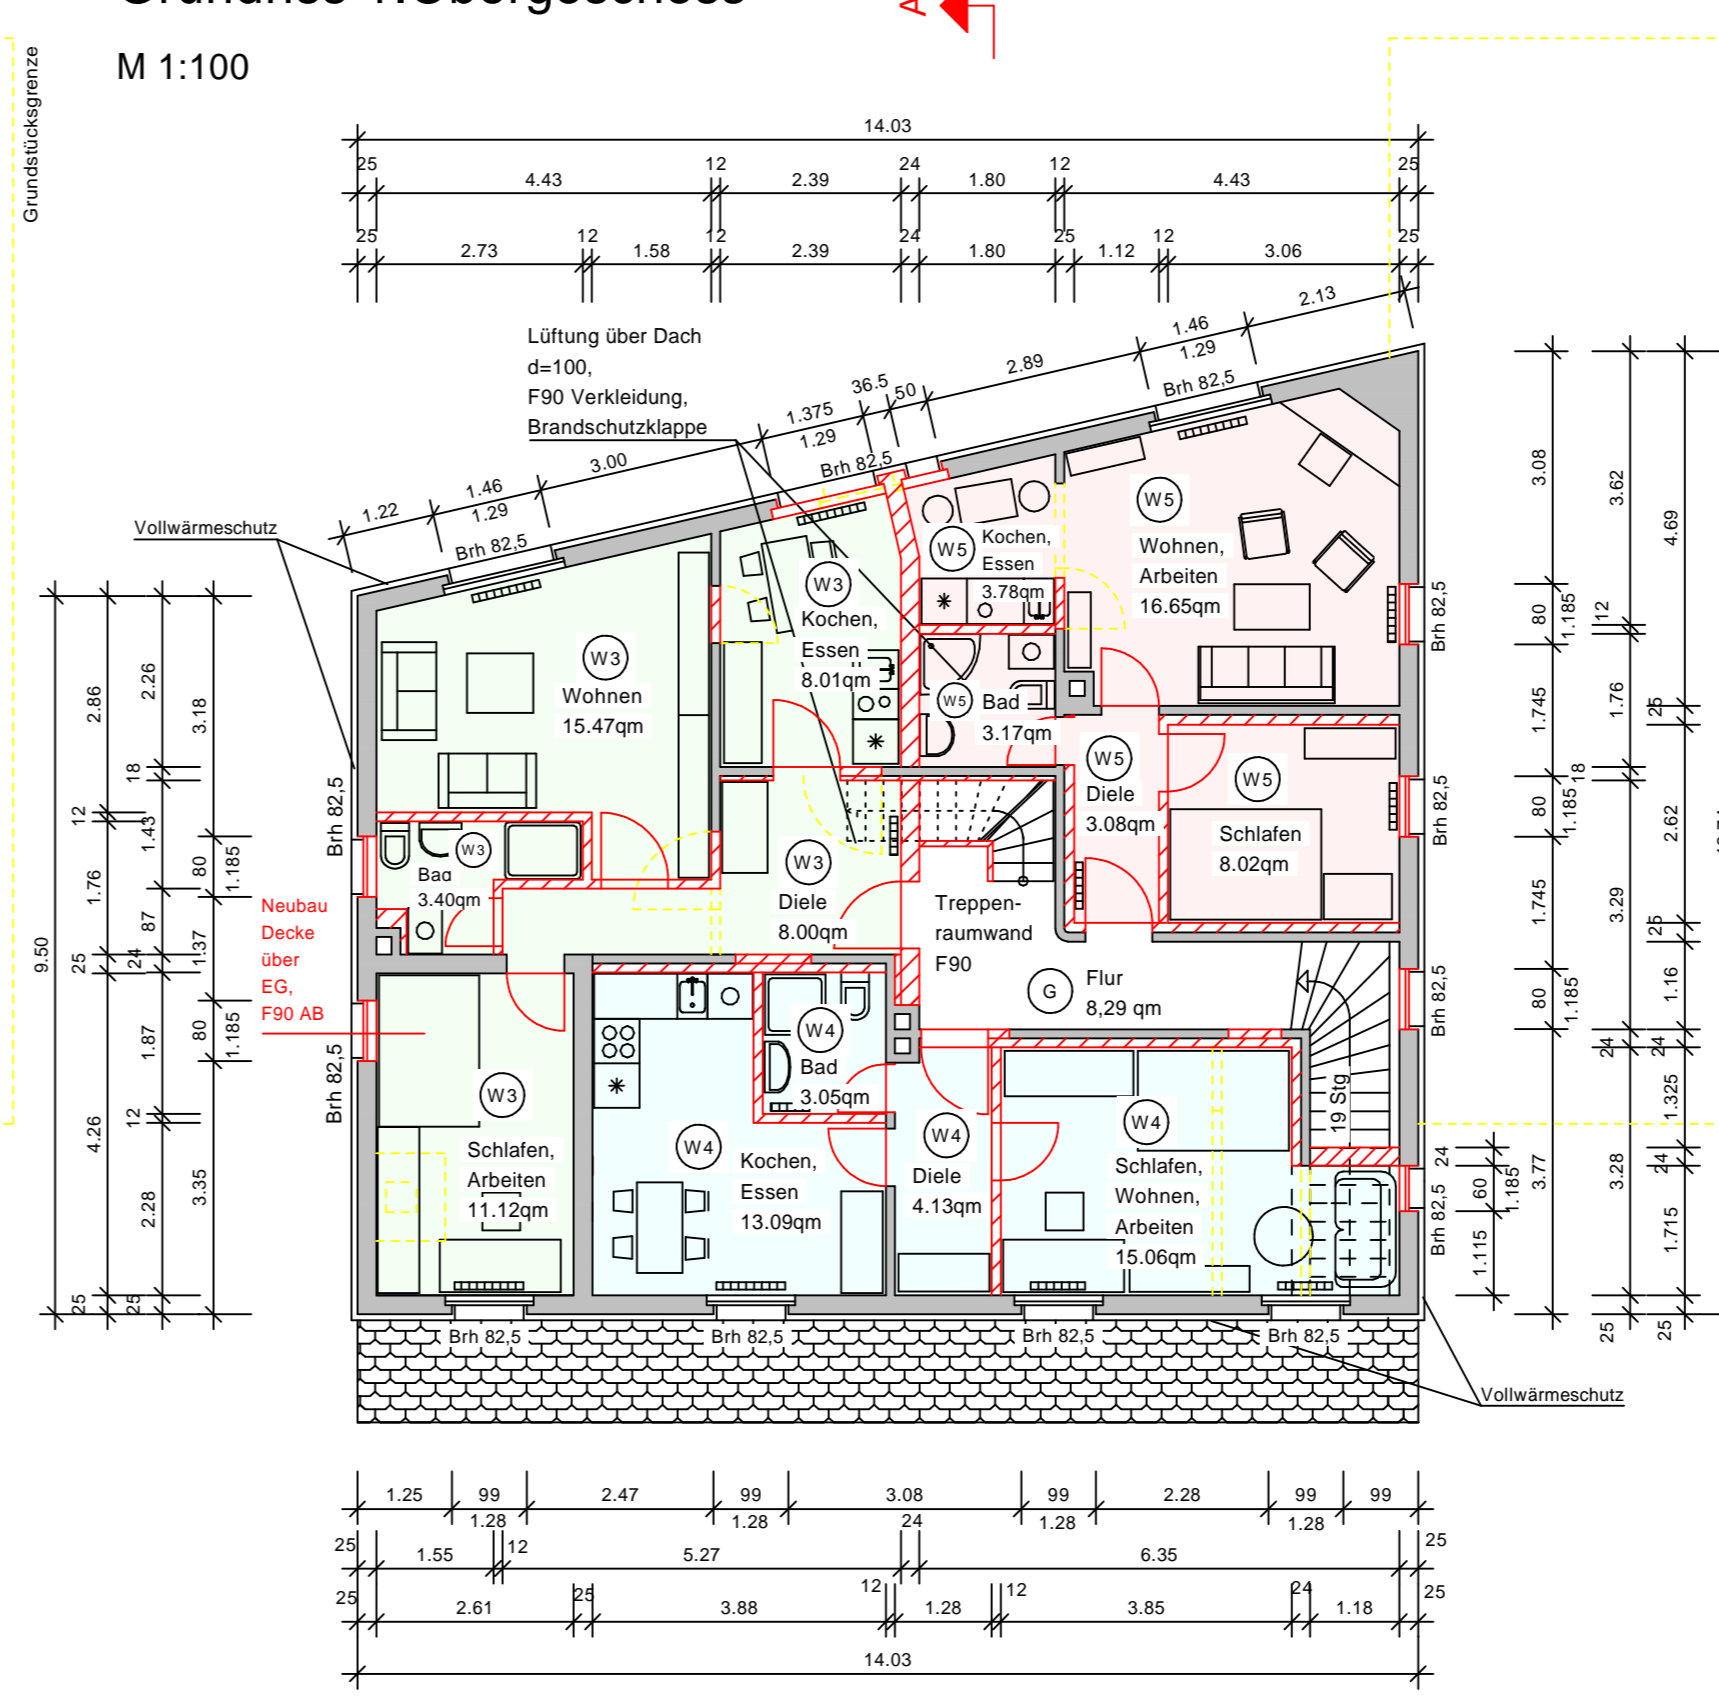 M 1:100
A
Grundstücksgrenze
14.03
25
4.43
12
2.39
24
1.80
12
4.43
25
25
2.73
12
1.58
12
2.39
24
1.80
25
1.12
12
3.06
25
Lüftung über Dach
d=100,
F90 Verkleidung,
Brandschutzklappe
1.22
1.46
1.29
3.00
1.375
1.29
36.5
50
2.89
1.46
1.29
2.13
Brh 82,5
Brh 82,5
Brh 82,5
Vollwärmeschutz
W3
Wohnen
15.47qm
W3
Kochen,
Essen
8.01qm
W5
Kochen,
Essen
3.78qm
W5
Wohnen,
Arbeiten
16.65qm
W5
Bad
3.17qm
W5
Diele
3.08qm
W5
Schlafen
8.02qm
W3
Bad
3.40qm
W3
Diele
8.00qm
Treppen-
raumwand
F90
G
Flur
8,29 qm
Neubau
Decke
über
EG,
F90 AB
W3
Schlafen,
Arbeiten
11.12qm
W4
Bad
3.05qm
W4
Kochen,
Essen
13.09qm
W4
Diele
4.13qm
W4
Schlafen,
Wohnen,
Arbeiten
15.06qm
19 Stg
Brh 82,5
Brh 82,5
Brh 82,5
Brh 82,5
Brh 82,5
Brh 82,5
9.50
2.86
12
1.76
25
4.26
25
2.26
18
1.43
87
24
1.87
12
2.28
25
3.18
80
1.185
1.37
80
1.185
3.35
3.08
80
1.185
1.745
80
1.185
1.745
80
1.185
3.77
3.62
12
1.76
18
3.29
24
3.28
25
4.69
25
2.62
25
1.16
24
1.325
24
1.715
25
24
60
1.185
1.115
Brh 82,5
Brh 82,5
Brh 82,5
Brh 82,5
Vollwärmeschutz
1.25
99
1.28
2.47
99
1.28
3.08
99
1.28
2.28
99
1.28
99
25
1.55
12
5.27
24
6.35
25
25
2.61
25
3.88
12
1.28
12
3.85
24
1.18
25
14.03